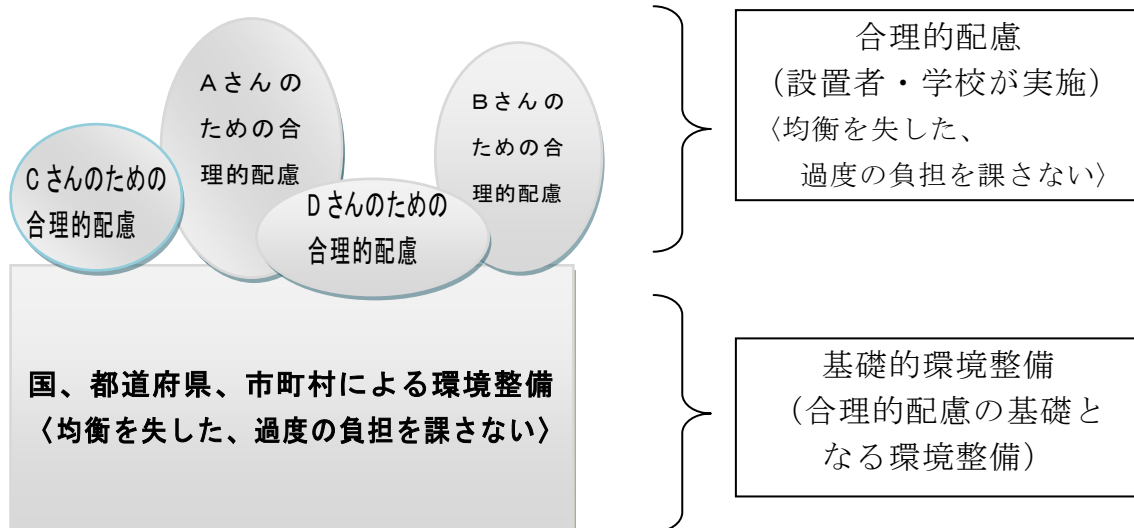 Aさんの
ための合
理的配慮
Bさんの
ための合
理的配慮
Cさんのための
合理的配慮
Dさんのための
合理的配慮
国、都道府県、市町村による環境整備
〈均衡を失した、過度の負担を課さない〉
合理的配慮
（設置者・学校が実施）
〈均衡を失した、
過度の負担を課さない〉
基礎的環境整備
（合理的配慮の基礎と
なる環境整備）